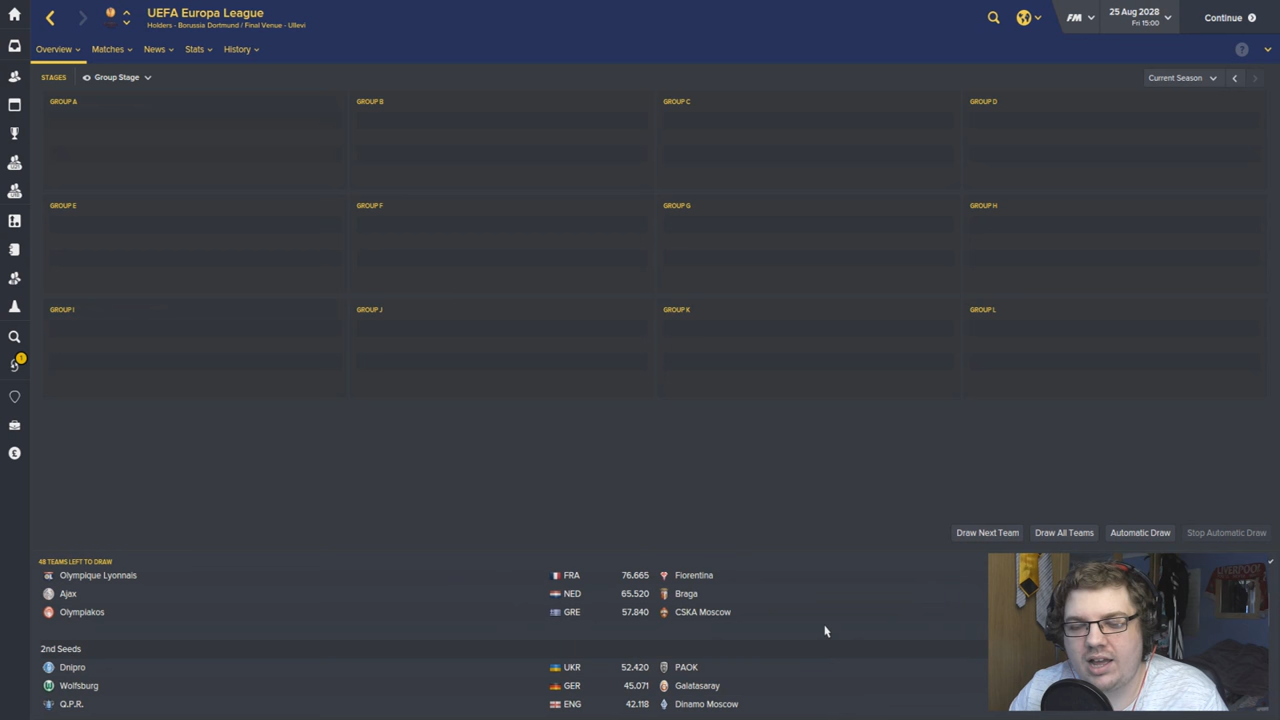 UEFA Europa League
Holders - Borussia Dortmund / Final Venue - Ullevi
FM
25 Aug 2028
Fri 15:00
Continue
Overview
Matches
News
Stats
History
STAGES
Group Stage
Current Season
GROUP A
GROUP B
GROUP C
GROUP D
GROUP E
GROUP F
GROUP G
GROUP H
GROUP I
GROUP J
GROUP K
GROUP L
Draw Next Team
Draw All Teams
Automatic Draw
Stop Automatic Draw
48 TEAMS LEFT TO DRAW
Olympique Lyonnais FRA 76.665 Fiorentina
Ajax NED 65.520 Braga
Olympiakos GRE 57.840 CSKA Moscow
2nd Seeds
Dnipro UKR 52.420 PAOK
Wolfsburg GER 45.071 Galatasaray
Q.P.R. ENG 42.118 Dinamo Moscow